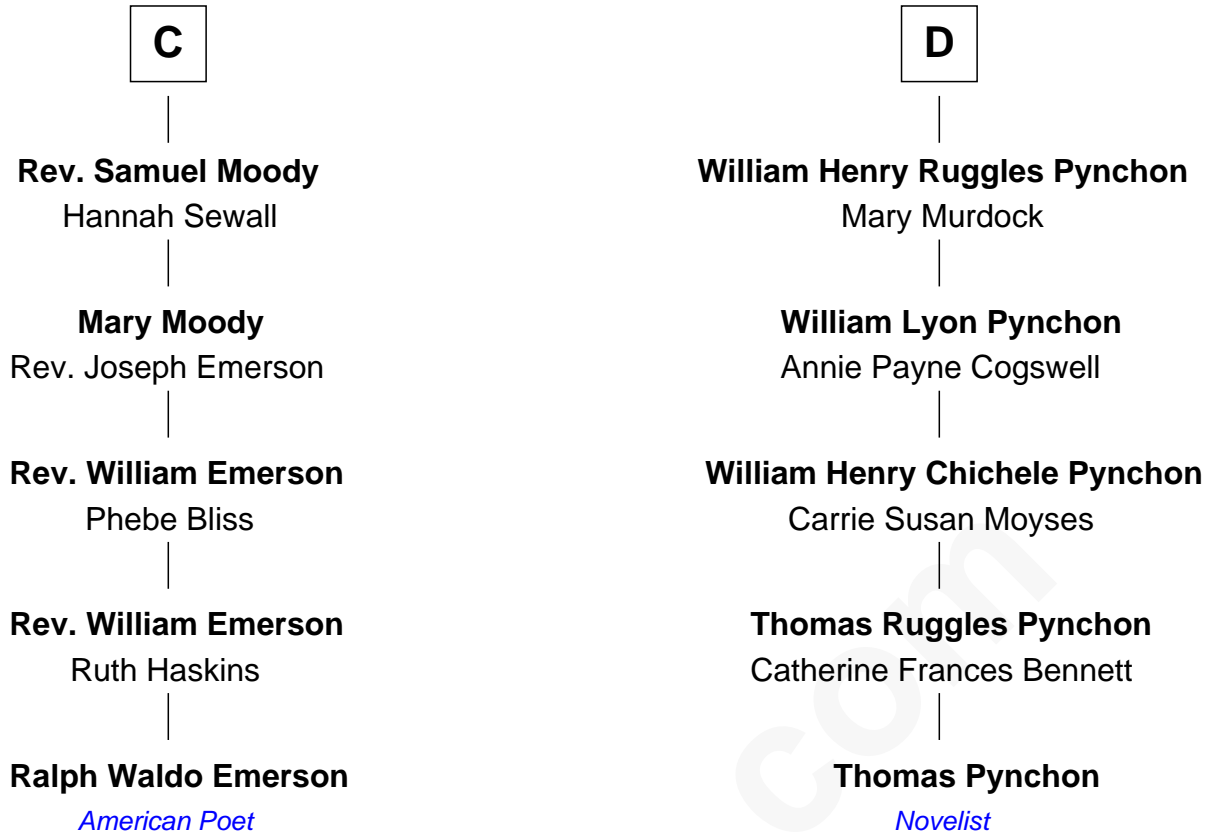 C
D
Rev. Samuel Moody
Hannah Sewall
William Henry Ruggles Pynchon
Mary Murdock
Mary Moody
Rev. Joseph Emerson
William Lyon Pynchon
Annie Payne Cogswell
Rev. William Emerson
Phebe Bliss
William Henry Chichele Pynchon
Carrie Susan Moyses
Rev. William Emerson
Ruth Haskins
Thomas Ruggles Pynchon
Catherine Frances Bennett
Ralph Waldo Emerson
American Poet
Thomas Pynchon
Novelist
com